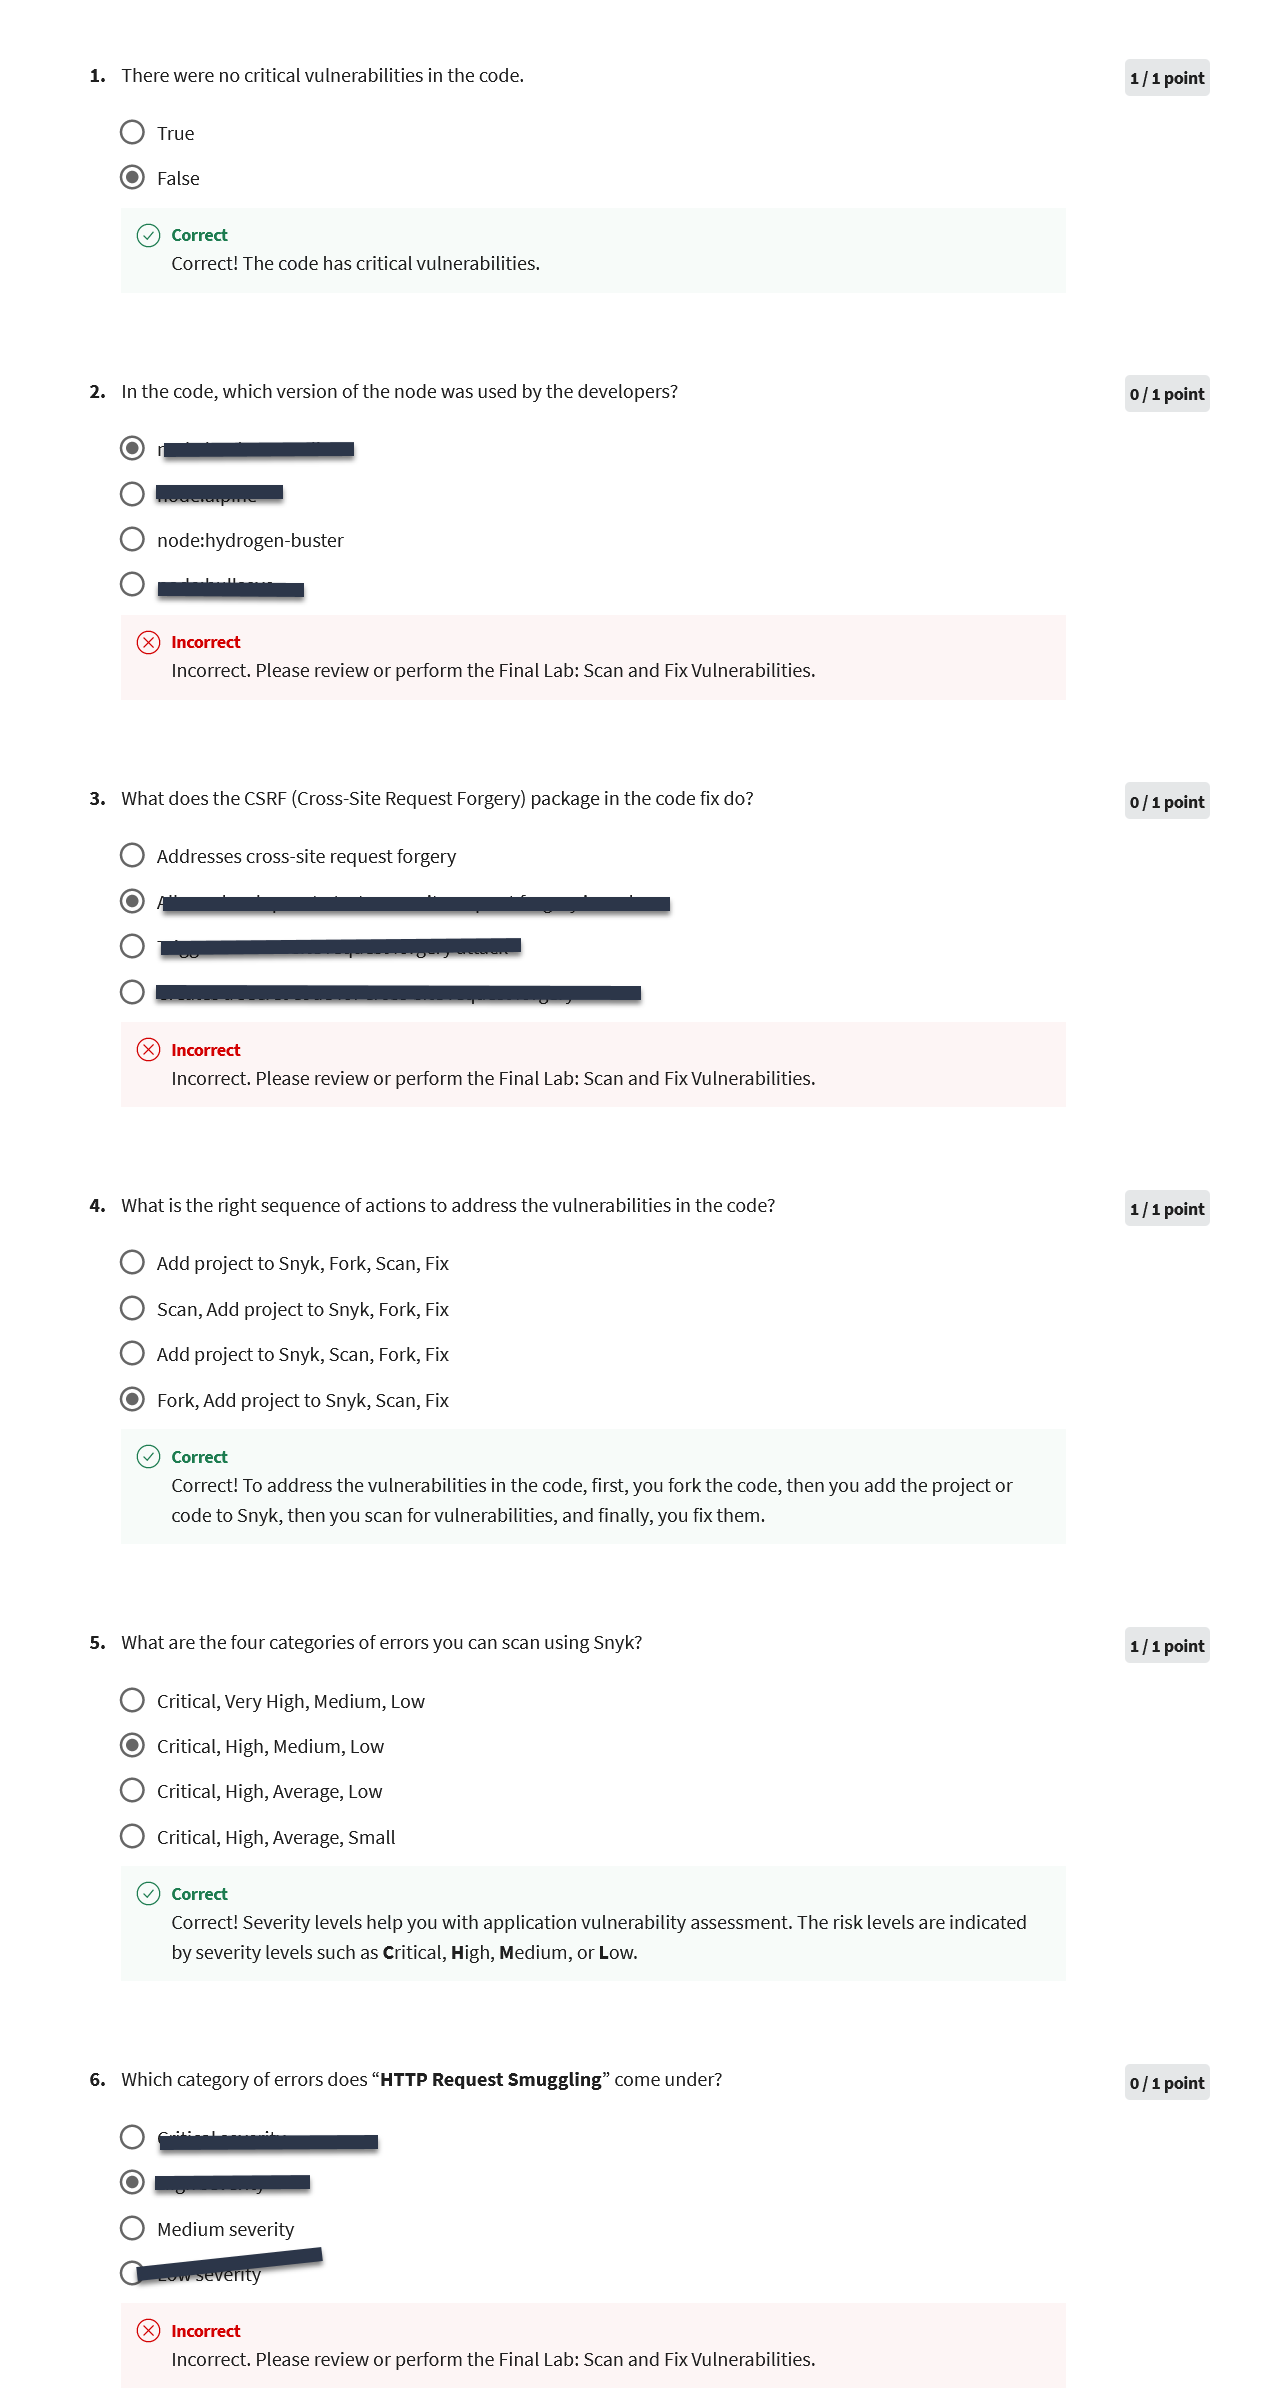 1. There were no critical vulnerabilities in the code.
1 / 1 point
True
False
Correct
Correct! The code has critical vulnerabilities.
2. In the code, which version of the node was used by the developers?
0 / 1 point
node:hydrogen-buster
Incorrect
Incorrect. Please review or perform the Final Lab: Scan and Fix Vulnerabilities.
3. What does the CSRF (Cross-Site Request Forgery) package in the code fix do?
0 / 1 point
Addresses cross-site request forgery
Incorrect
Incorrect. Please review or perform the Final Lab: Scan and Fix Vulnerabilities.
4. What is the right sequence of actions to address the vulnerabilities in the code?
1 / 1 point
Add project to Snyk, Fork, Scan, Fix
Scan, Add project to Snyk, Fork, Fix
Add project to Snyk, Scan, Fork, Fix
Fork, Add project to Snyk, Scan, Fix
Correct
Correct! To address the vulnerabilities in the code, first, you fork the code, then you add the project or
code to Snyk, then you scan for vulnerabilities, and finally, you fix them.
5. What are the four categories of errors you can scan using Snyk?
1 / 1 point
Critical, Very High, Medium, Low
Critical, High, Medium, Low
Critical, High, Average, Low
Critical, High, Average, Small
Correct
Correct! Severity levels help you with application vulnerability assessment. The risk levels are indicated
by severity levels such as Critical, High, Medium, or Low.
6. Which category of errors does “HTTP Request Smuggling” come under?
0 / 1 point
Medium severity
Low severity
Incorrect
Incorrect. Please review or perform the Final Lab: Scan and Fix Vulnerabilities.